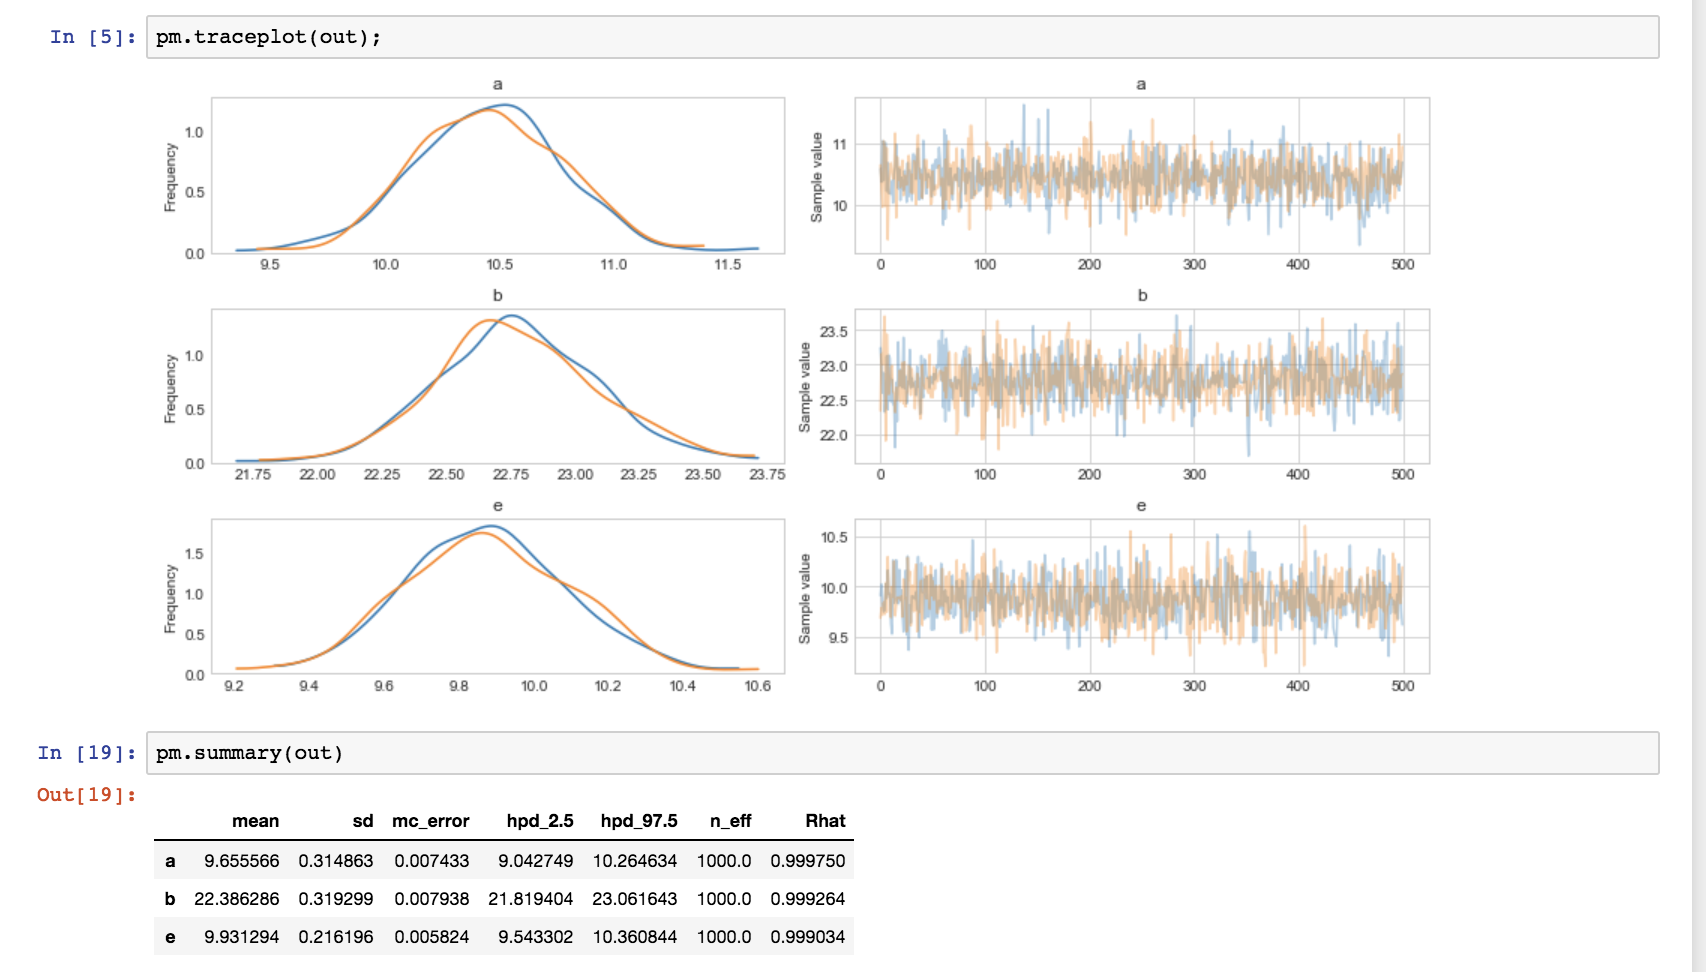 In [5]: pm.traceplot(out);
a
a
Frequency
1.0
0.5
0.0
9.5 10.0 10.5 11.0 11.5
Sample value
11
10
0 100 200 300 400 500
b
b
Frequency
1.0
0.5
0.0
21.75 22.00 22.25 22.50 22.75 23.00 23.25 23.50 23.75
Sample value
23.5
23.0
22.5
22.0
0 100 200 300 400 500
e
e
Frequency
1.5
1.0
0.5
0.0
9.2 9.4 9.6 9.8 10.0 10.2 10.4 10.6
Sample value
10.5
10.0
9.5
0 100 200 300 400 500
In [19]: pm.summary(out)
Out[19]:
mean sd mc_error hpd_2.5 hpd_97.5 n_eff Rhat
a 9.655566 0.314863 0.007433 9.042749 10.264634 1000.0 0.999750
b 22.386286 0.319299 0.007938 21.819404 23.061643 1000.0 0.999264
e 9.931294 0.216196 0.005824 9.543302 10.360844 1000.0 0.999034